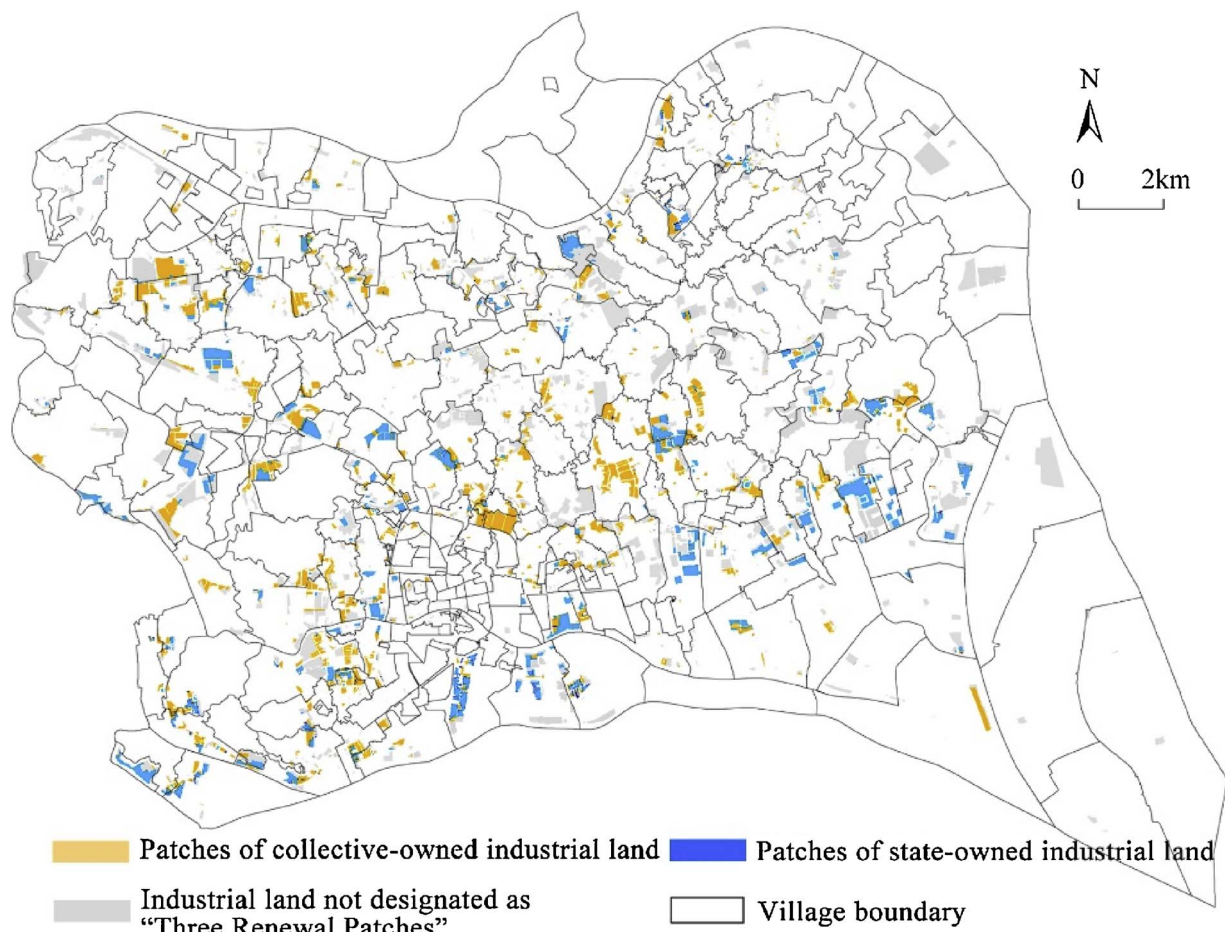 N
0 2km
Patches of collective-owned industrial land
Patches of state-owned industrial land
Industrial land not designated as
“Three Renewal Patches”
Village boundary